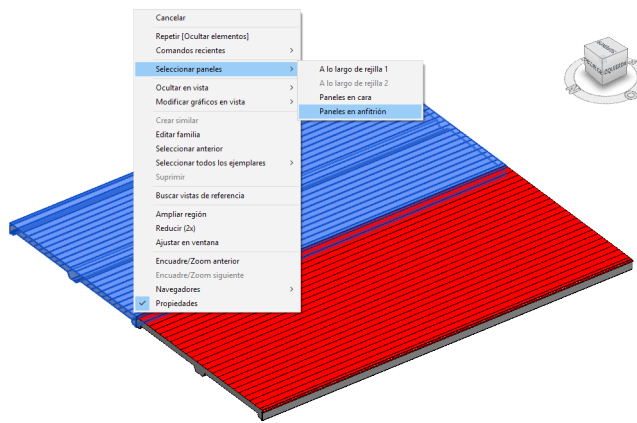 Cancelar
Repetir [Ocultar elementos]
Comandos recientes
Seleccionar paneles
Ocultar en vista
Modificar gráficos en vista
Crear similar
Editar familia
Seleccionar anterior
Seleccionar todos los ejemplares
Suprimir
Buscar vistas de referencia
Ampliar región
Reducir (2x)
Ajustar en ventana
Encuadre/Zoom anterior
Encuadre/Zoom siguiente
Navegadores
Propiedades
A lo largo de rejilla 1
A lo largo de rejilla 2
Paneles en cara
Paneles en anfitrión